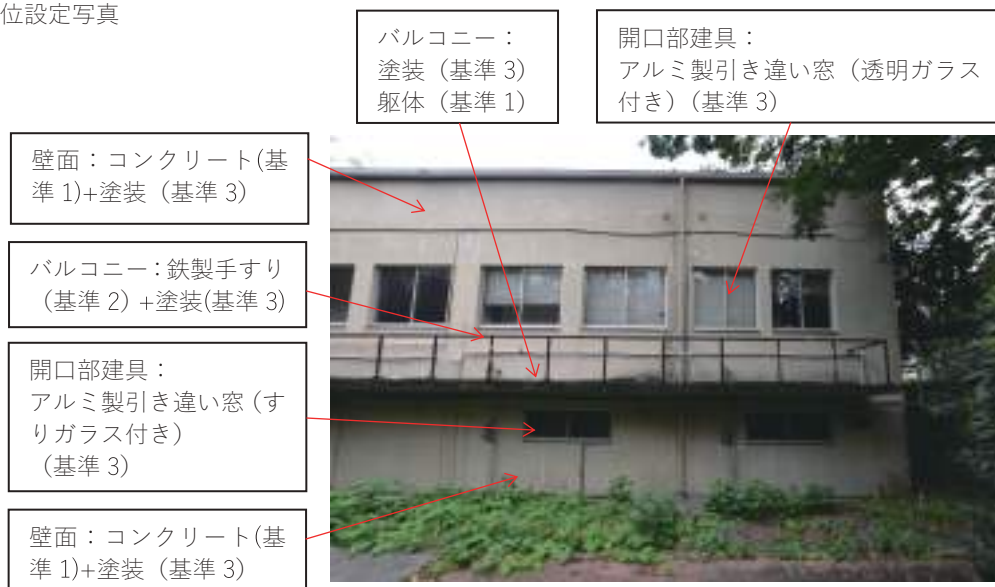 位設定写真
バルコニー：
塗装（基準 3）
躯体（基準 1）
開口部建具：
アルミ製引き違い窓（透明ガラス
付き）（基準 3）
壁面：コンクリート(基
準 1)+塗装（基準 3）
バルコニー：鉄製手すり
（基準 2）+塗装(基準 3)
開口部建具：
アルミ製引き違い窓（す
りガラス付き）
（基準 3）
壁面：コンクリート(基
準 1)+塗装（基準 3）